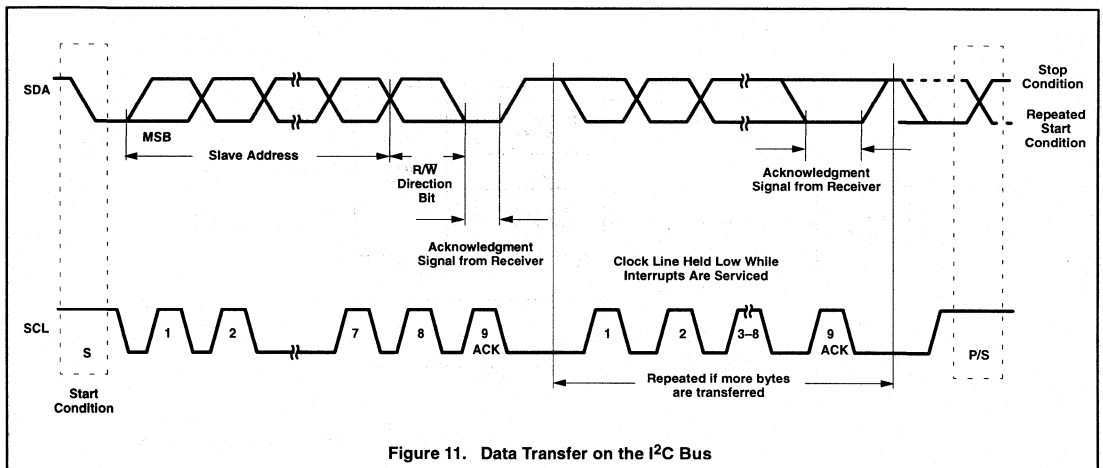 SDA
MSB
Slave Address
R/W̅
Direction
Bit
Acknowledgment
Signal from Receiver
Acknowledgment
Signal from Receiver
Stop
Condition
Repeated
Start
Condition
Clock Line Held Low While
Interrupts Are Serviced
SCL
S
1
2
7
8
9
ACK
1
2
3–8
9
ACK
P/S
Start
Condition
Repeated if more bytes
are transferred
Figure 11. Data Transfer on the I²C Bus